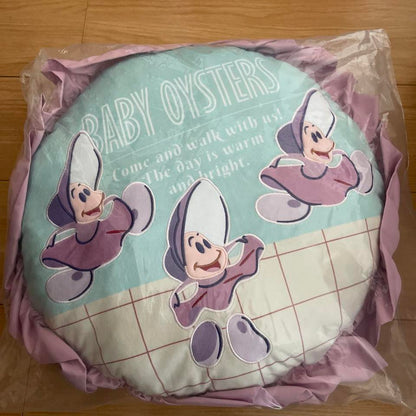 BABY OYSTERS
Come and walk with us!
The day is warm
and bright.